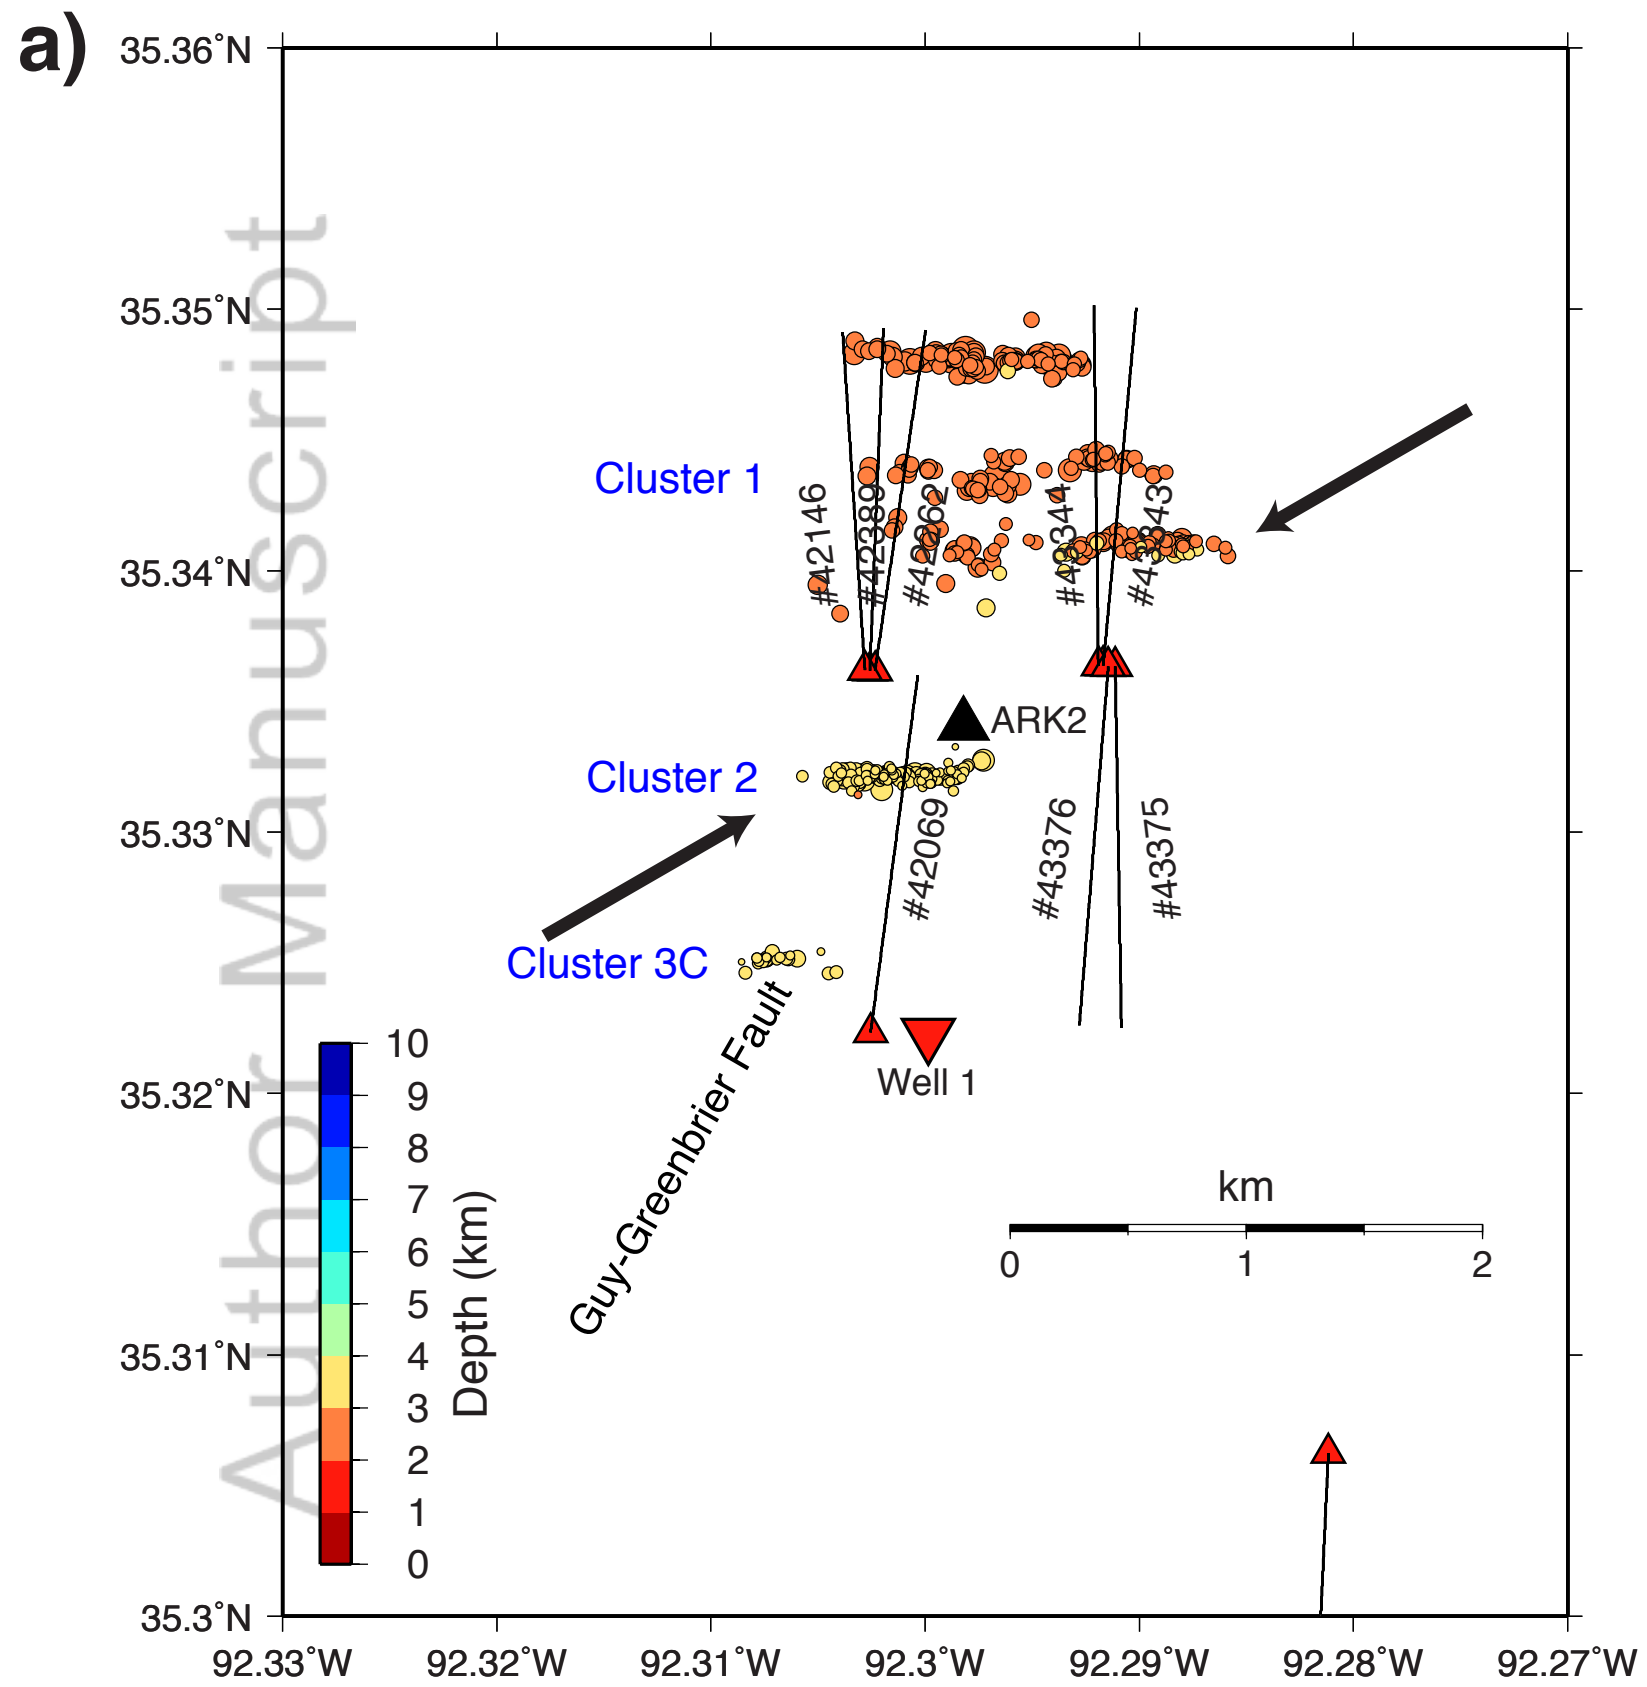 a)
35.36°N
35.35°N
35.34°N
35.33°N
35.32°N
35.31°N
35.3°N
92.33°W
92.32°W
92.31°W
92.3°W
92.29°W
92.28°W
92.27°W
Author Manuscript
Cluster 1
#42146
#42389
#42862
#43344
#43343
ARK2
Cluster 2
#42069
#43376
#43375
Cluster 3C
Guy-Greenbrier Fault
Well 1
km
0
1
2
10
9
8
7
6
5
4
3
2
1
0
Depth (km)